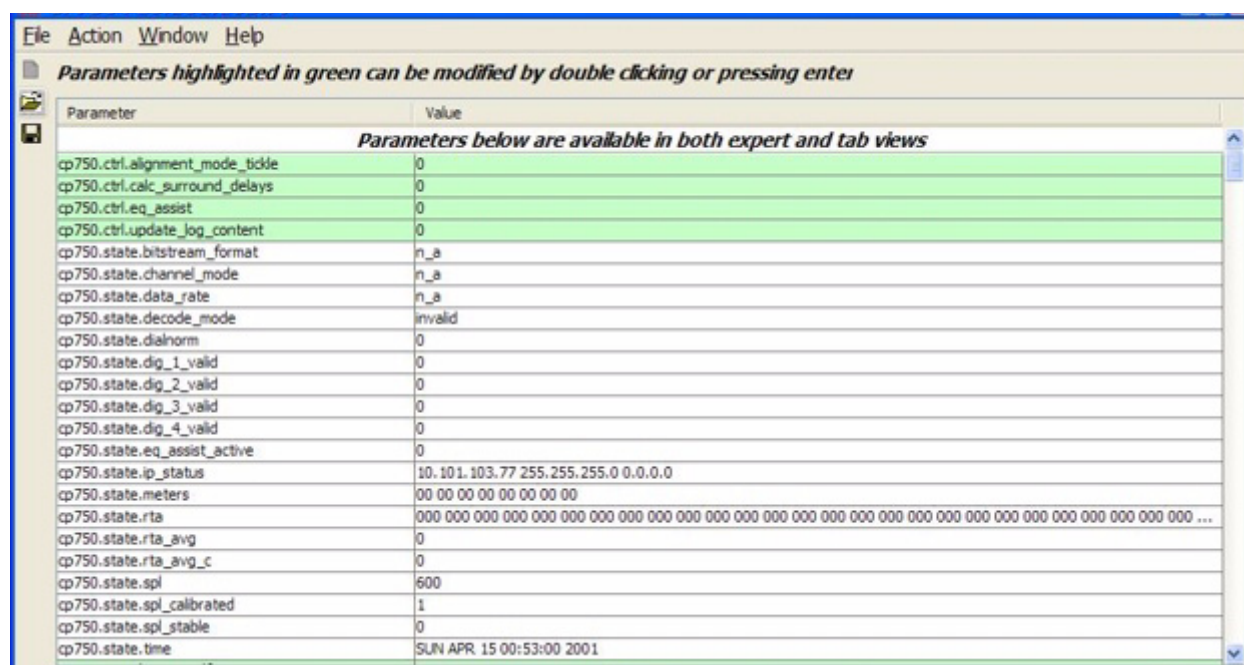 File Action Window Help
Parameters highlighted in green can be modified by double clicking or pressing enter
Parameter Value
Parameters below are available in both expert and tab views
cp750.ctrl.alignment_mode_tickle 0
cp750.ctrl.calc_surround_delays 0
cp750.ctrl.eq_assist 0
cp750.ctrl.update_log_content 0
cp750.state.bitstream_format n_a
cp750.state.channel_mode n_a
cp750.state.data_rate n_a
cp750.state.decode_mode invalid
cp750.state.dialnorm 0
cp750.state.dig_1_valid 0
cp750.state.dig_2_valid 0
cp750.state.dig_3_valid 0
cp750.state.dig_4_valid 0
cp750.state.eq_assist_active 0
cp750.state.ip_status 10.101.103.77 255.255.255.0 0.0.0.0
cp750.state.meters 00 00 00 00 00 00 00 00
cp750.state.rta 000 000 000 000 000 000 000 000 000 000 000 000 000 000 000 000 000 000 000 000 000 000 000 000 000 000 000 ...
cp750.state.rta_avg 0
cp750.state.rta_avg_c 0
cp750.state.spl 600
cp750.state.spl_calibrated 1
cp750.state.spl_stable 0
cp750.state.time SUN APR 15 00:53:00 2001